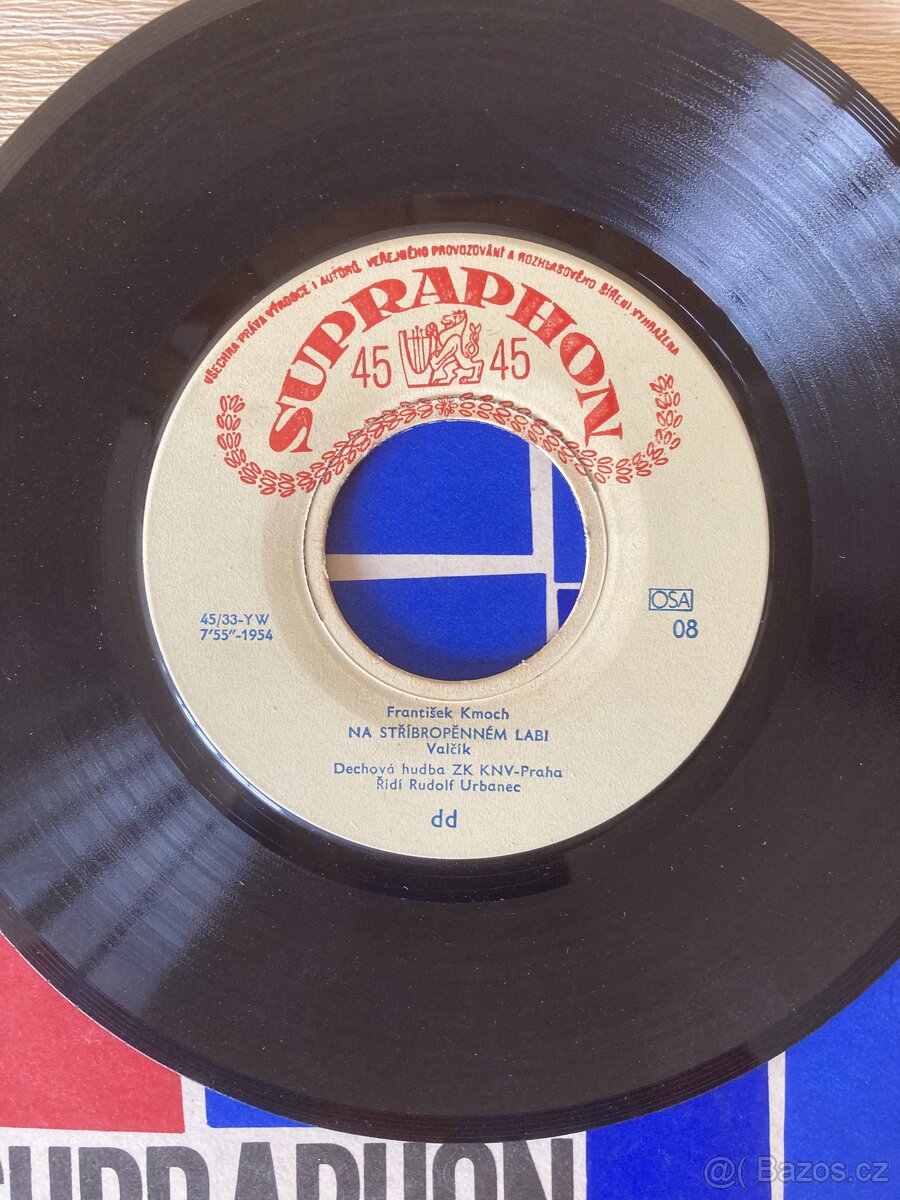 VŠECHNA PRÁVA VÝROBCE I AUTORŮ VEŘEJNÉHO PROVOZOVÁNÍ A ROZHLASOVÉHO ŠÍŘENÍ VYHRAŽENA
SUPRAPHON
45 45
45/33-YW
7'55"-1954
OSA
08
František Kmoch
NA STŘÍBROPĚNNÉM LABI
Valčík
Dechová hudba ZK KNV-Praha
Řídí Rudolf Urbanec
dd
SUPRAPHON
@( Bazos.cz